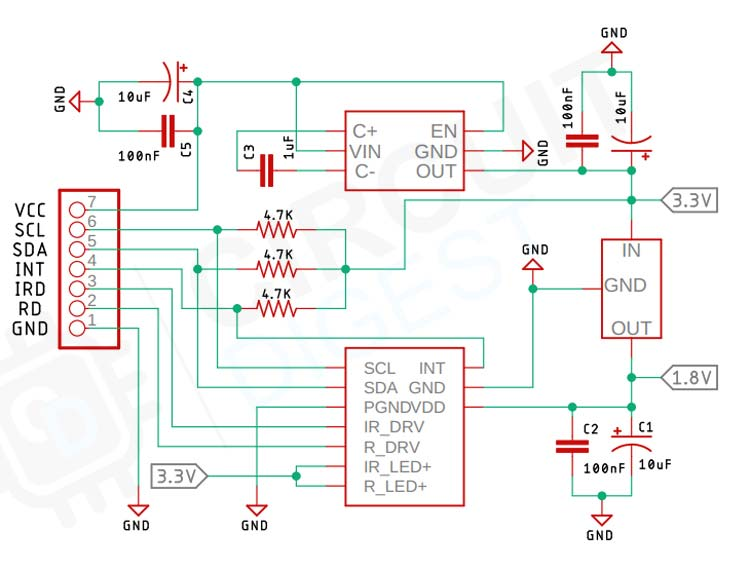 GND
10uF
C4
GND
100nF
C5
100nF
10uF
C3
1uF
C+
VIN
C-
EN
GND
OUT
GND
3.3V
VCC 7
SCL 6
SDA 5
INT 4
IRD 3
RD 2
GND 1
4.7K
4.7K
4.7K
GND
IN
GND
OUT
1.8V
SCL INT
SDA GND
PGND VDD
IR_DRV
R_DRV
IR_LED+
R_LED+
3.3V
C2
100nF
C1
10uF
GND
GND
GND
CIRCUIT
DIGEST
CD